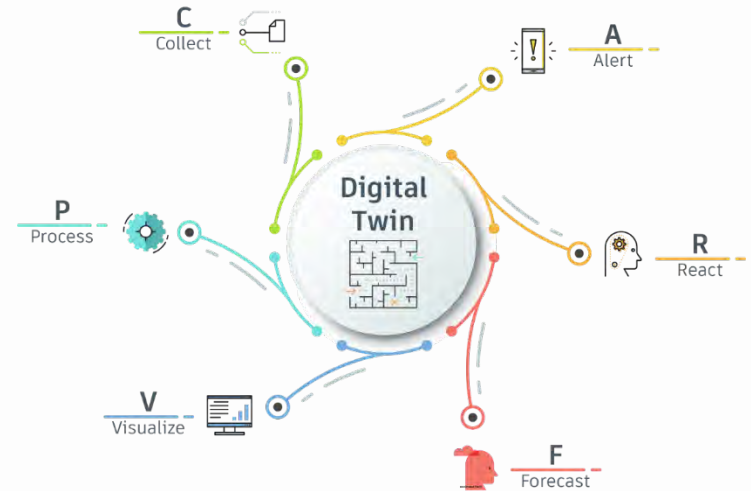 C
Collect
A
Alert
Digital
Twin
P
Process
R
React
V
Visualize
F
Forecast